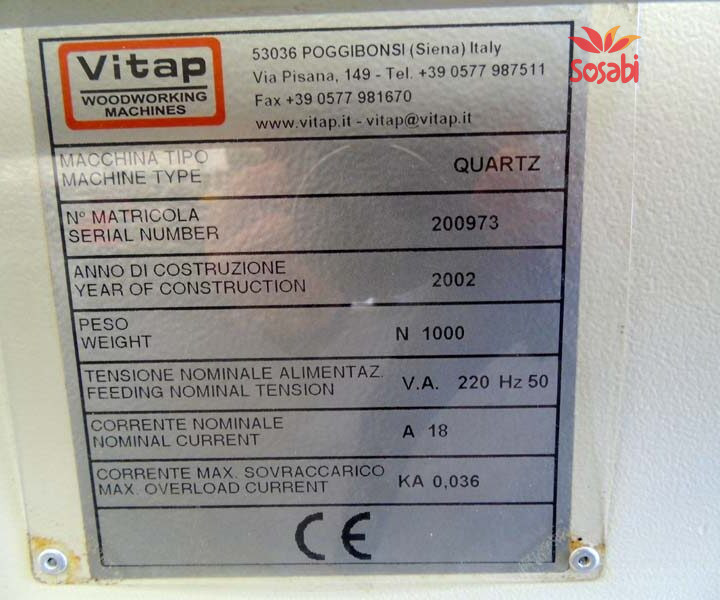 Vitap
WOODWORKING
MACHINES
53036 POGGIBONSI (Siena) Italy
Via Pisana, 149 - Tel. +39 0577 987511
Fax +39 0577 981670
www.vitap.it - vitap@vitap.it
Sosabi
MACCHINA TIPO
MACHINE TYPE
QUARTZ
Nº MATRICOLA
SERIAL NUMBER
200973
ANNO DI COSTRUZIONE
YEAR OF CONSTRUCTION
2002
PESO
WEIGHT
N 1000
TENSIONE NOMINALE ALIMENTAZ.
FEEDING NOMINAL TENSION
V.A. 220 Hz 50
CORRENTE NOMINALE
NOMINAL CURRENT
A 18
CORRENTE MAX. SOVRACCARICO
MAX. OVERLOAD CURRENT
KA 0,036
CE